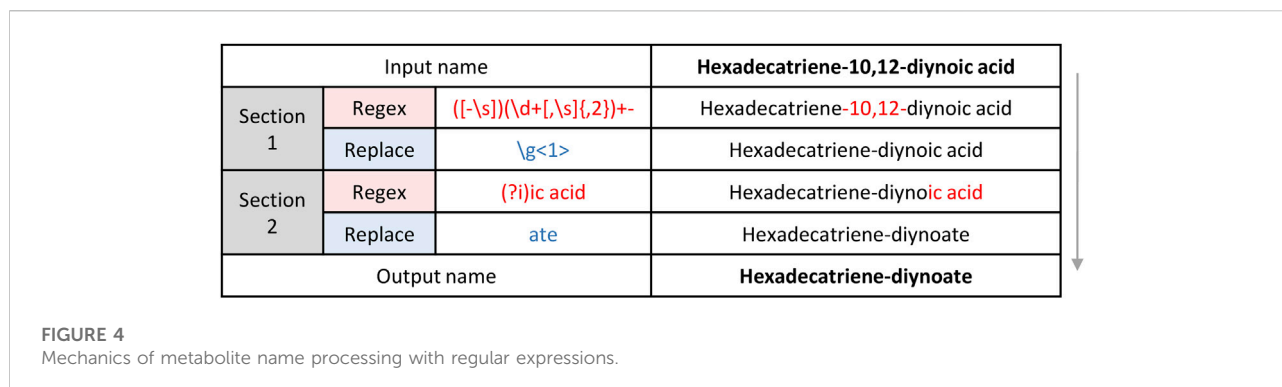 Input name Hexadecatriene-10,12-diynoic acid
Section 1 Regex ([-\s])(\d+[,\s]{,2})+- Hexadecatriene-10,12-diynoic acid
Replace \g<1> Hexadecatriene-diynoic acid
Section 2 Regex (?i)ic acid Hexadecatriene-diynoic acid
Replace ate Hexadecatriene-diynoate
Output name Hexadecatriene-diynoate
FIGURE 4
Mechanics of metabolite name processing with regular expressions.